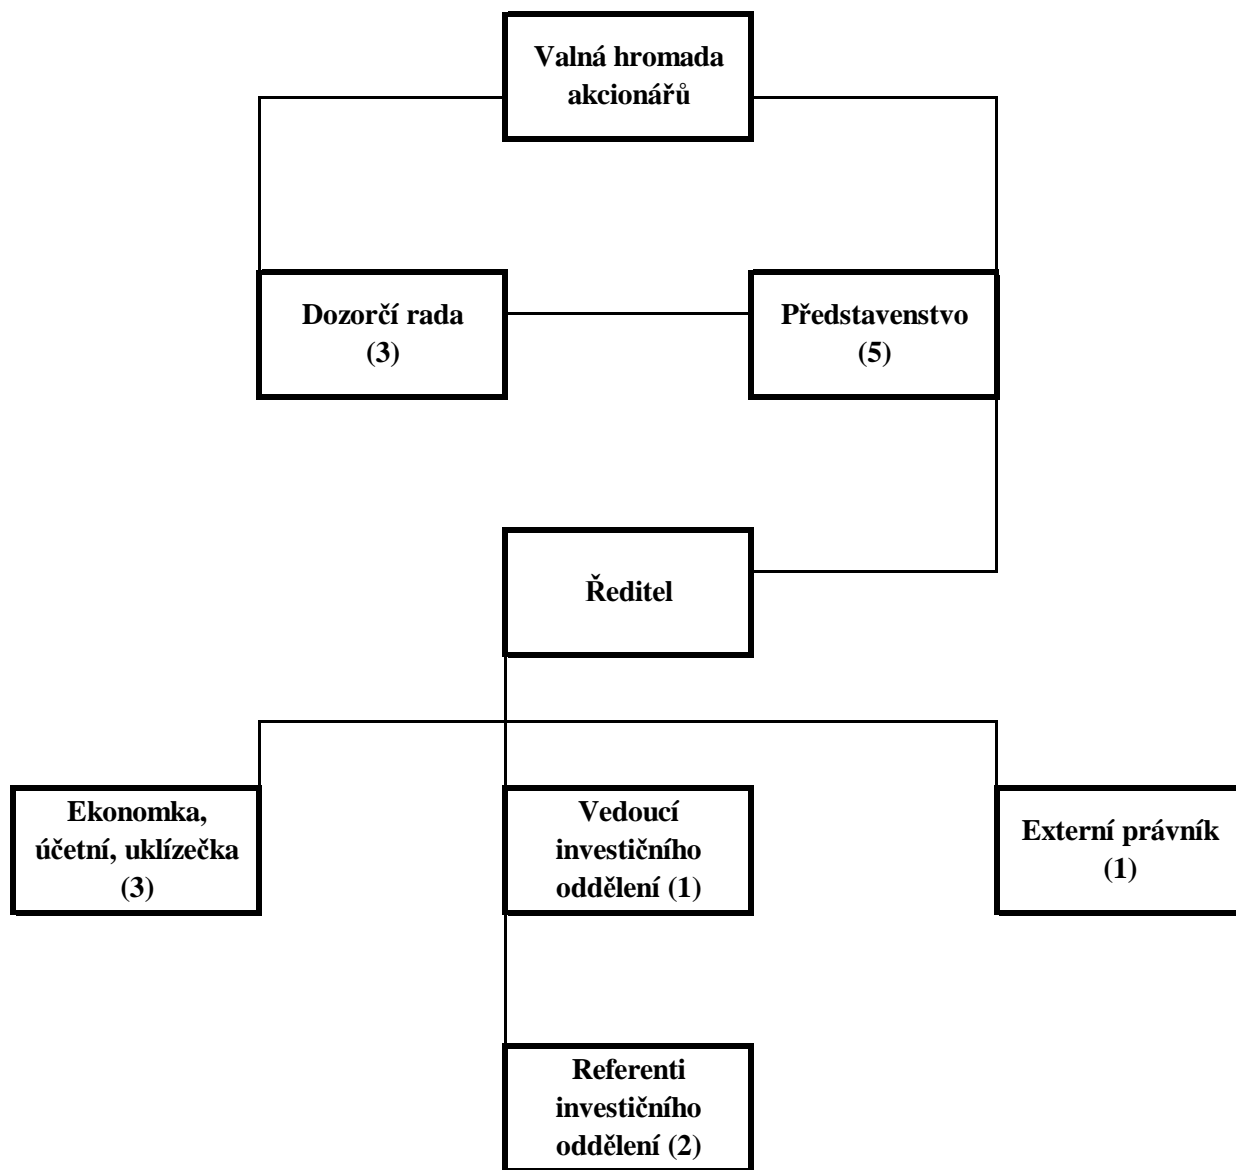 Valná hromada
akcionářů
Dozorčí rada
(3)
Představenstvo
(5)
Ředitel
Ekonomka,
účetní, uklízečka
(3)
Vedoucí
investičního
oddělení (1)
Externí právník
(1)
Referenti
investičního
oddělení (2)